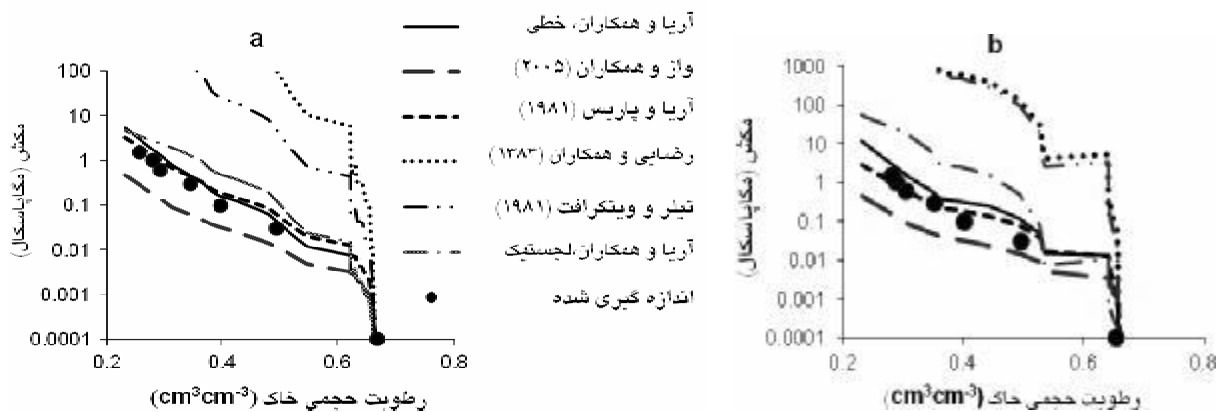 a
100
10
1
0.1
0.01
0.001
0.0001
0.2
0.4
0.6
0.8
مکش (مگاپاسکال)
رطوبت حجمی خاک (cm³cm⁻³)
آریا و همکاران، خطی
واز و همکاران (۲۰۰۵)
آریا و پاریس (۱۹۸۱)
رضایی و همکاران (۱۳۸۳)
تیلر و ویتکرافت (۱۹۸۱)
آریا و همکاران،لجستیک
اندازه گیری شده
b
1000
100
10
1
0.1
0.01
0.001
0.0001
0.2
0.4
0.6
0.8
مکش (مگاپاسکال)
رطوبت حجمی خاک (cm³cm⁻³)